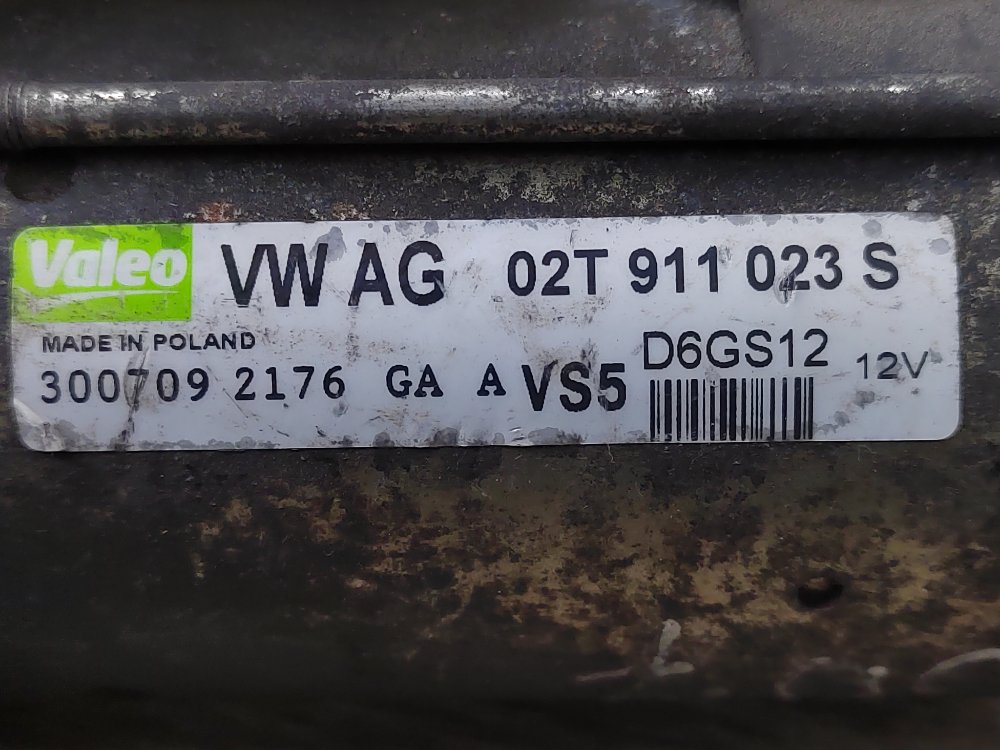 Valeo VW AG 02T 911 023 S
MADE IN POLAND
300709 2176 GA A VS5 D6GS12 12V